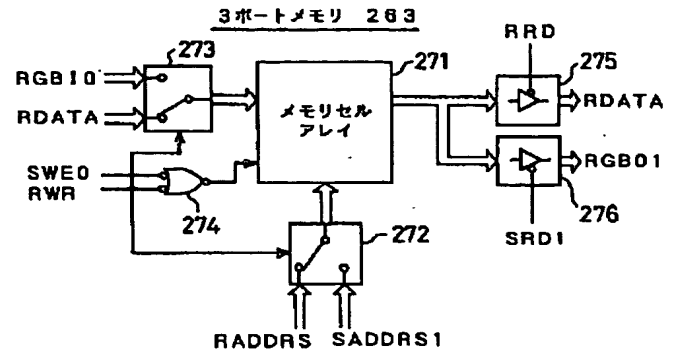 3ポートメモリ 263
RRD
273
271
275
RGBI0
RDATA
メモリセル
アレイ
RDATA
SWE0
RWR
274
RGBO1
276
272
SRD1
RADDRS
SADDRS1